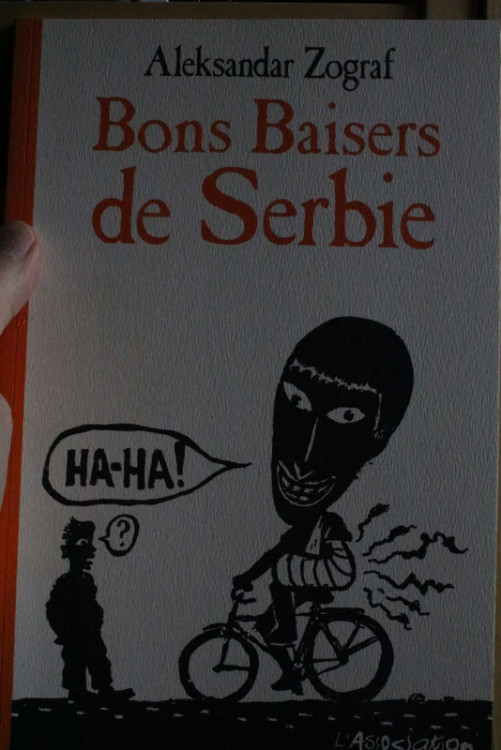 Aleksandar Zograf
Bons Baisers
de Serbie
HA-HA!
?
L'Association